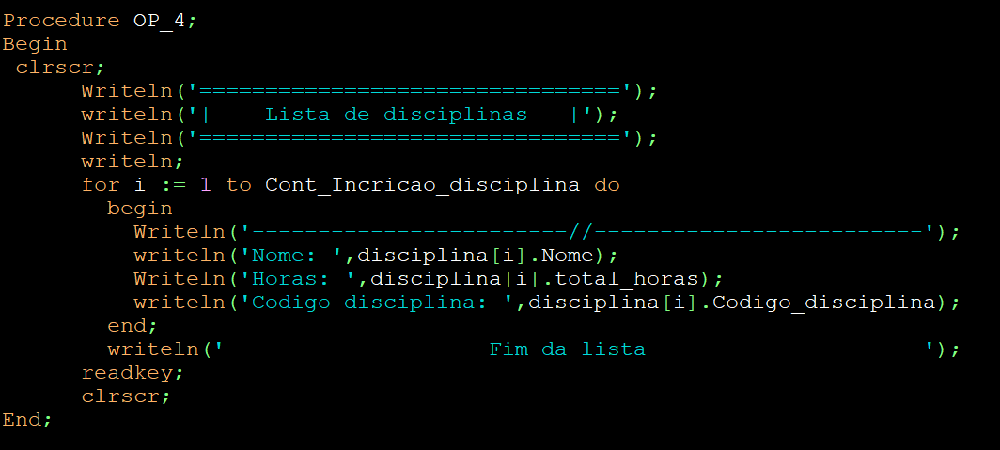 Procedure OP_4;
Begin
 clrscr;
      Writeln('================================');
      writeln('|    Lista de disciplinas   |');
      Writeln('================================');
      writeln;
      for i := 1 to Cont_Incricao_disciplina do
        begin
          Writeln('------------------------//-------------------------');
          writeln('Nome: ',disciplina[i].Nome);
          Writeln('Horas: ',disciplina[i].total_horas);
          writeln('Codigo disciplina: ',disciplina[i].Codigo_disciplina);
        end;
        writeln('------------------- Fim da lista --------------------');
      readkey;
      clrscr;
End;